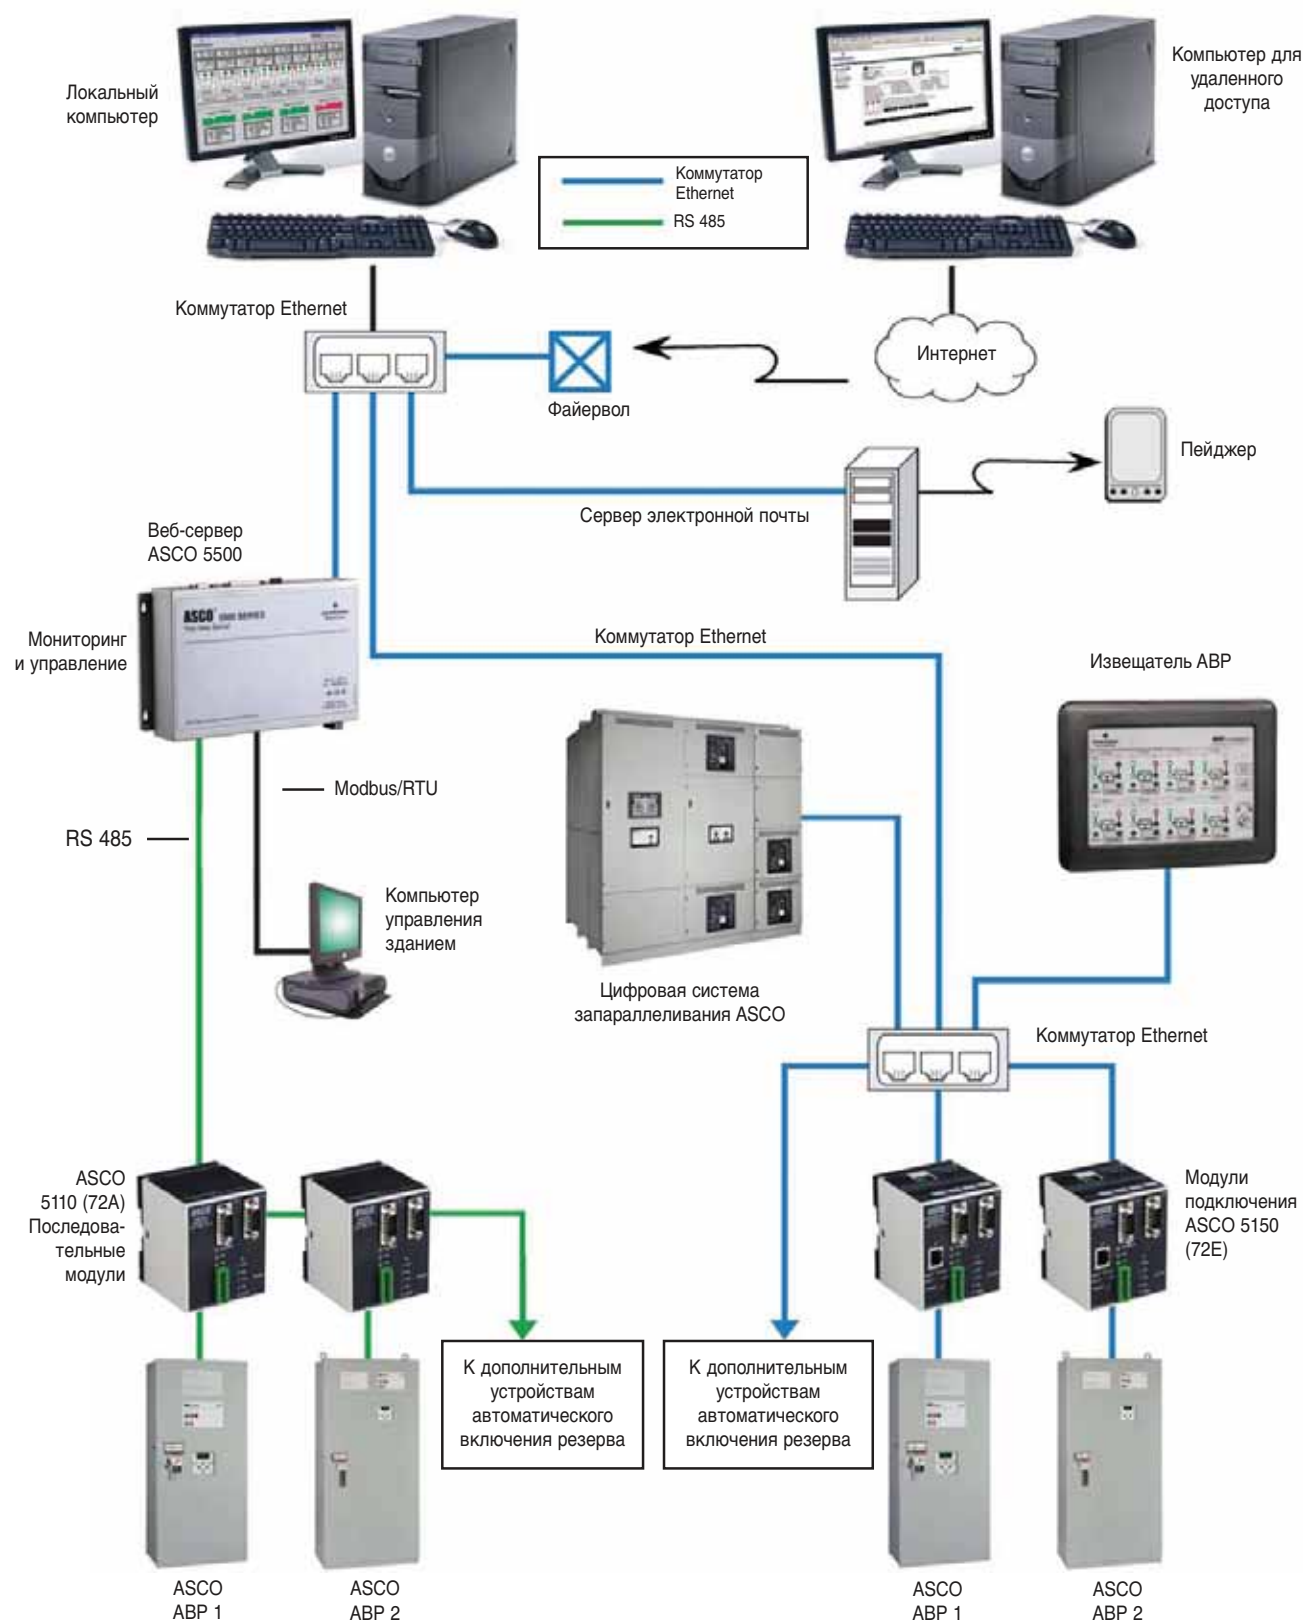 Локальный
компьютер
Компьютер для
удаленного
доступа
Коммутатор
Ethernet
RS 485
Коммутатор Ethernet
Интернет
Файервол
Пейджер
Сервер электронной почты
Веб-сервер
ASCO 5500
ASCO
Мониторинг
и управление
Коммутатор Ethernet
Извещатель АВР
Modbus/RTU
RS 485
Компьютер
управления
зданием
Цифровая система
запараллеливания ASCO
Коммутатор Ethernet
ASCO
5110 (72A)
Последова-
тельные
модули
Модули
подключения
ASCO 5150
(72E)
К дополнительным
устройствам
автоматического
включения резерва
К дополнительным
устройствам
автоматического
включения резерва
ASCO
АВР 1
ASCO
АВР 2
ASCO
АВР 1
ASCO
АВР 2